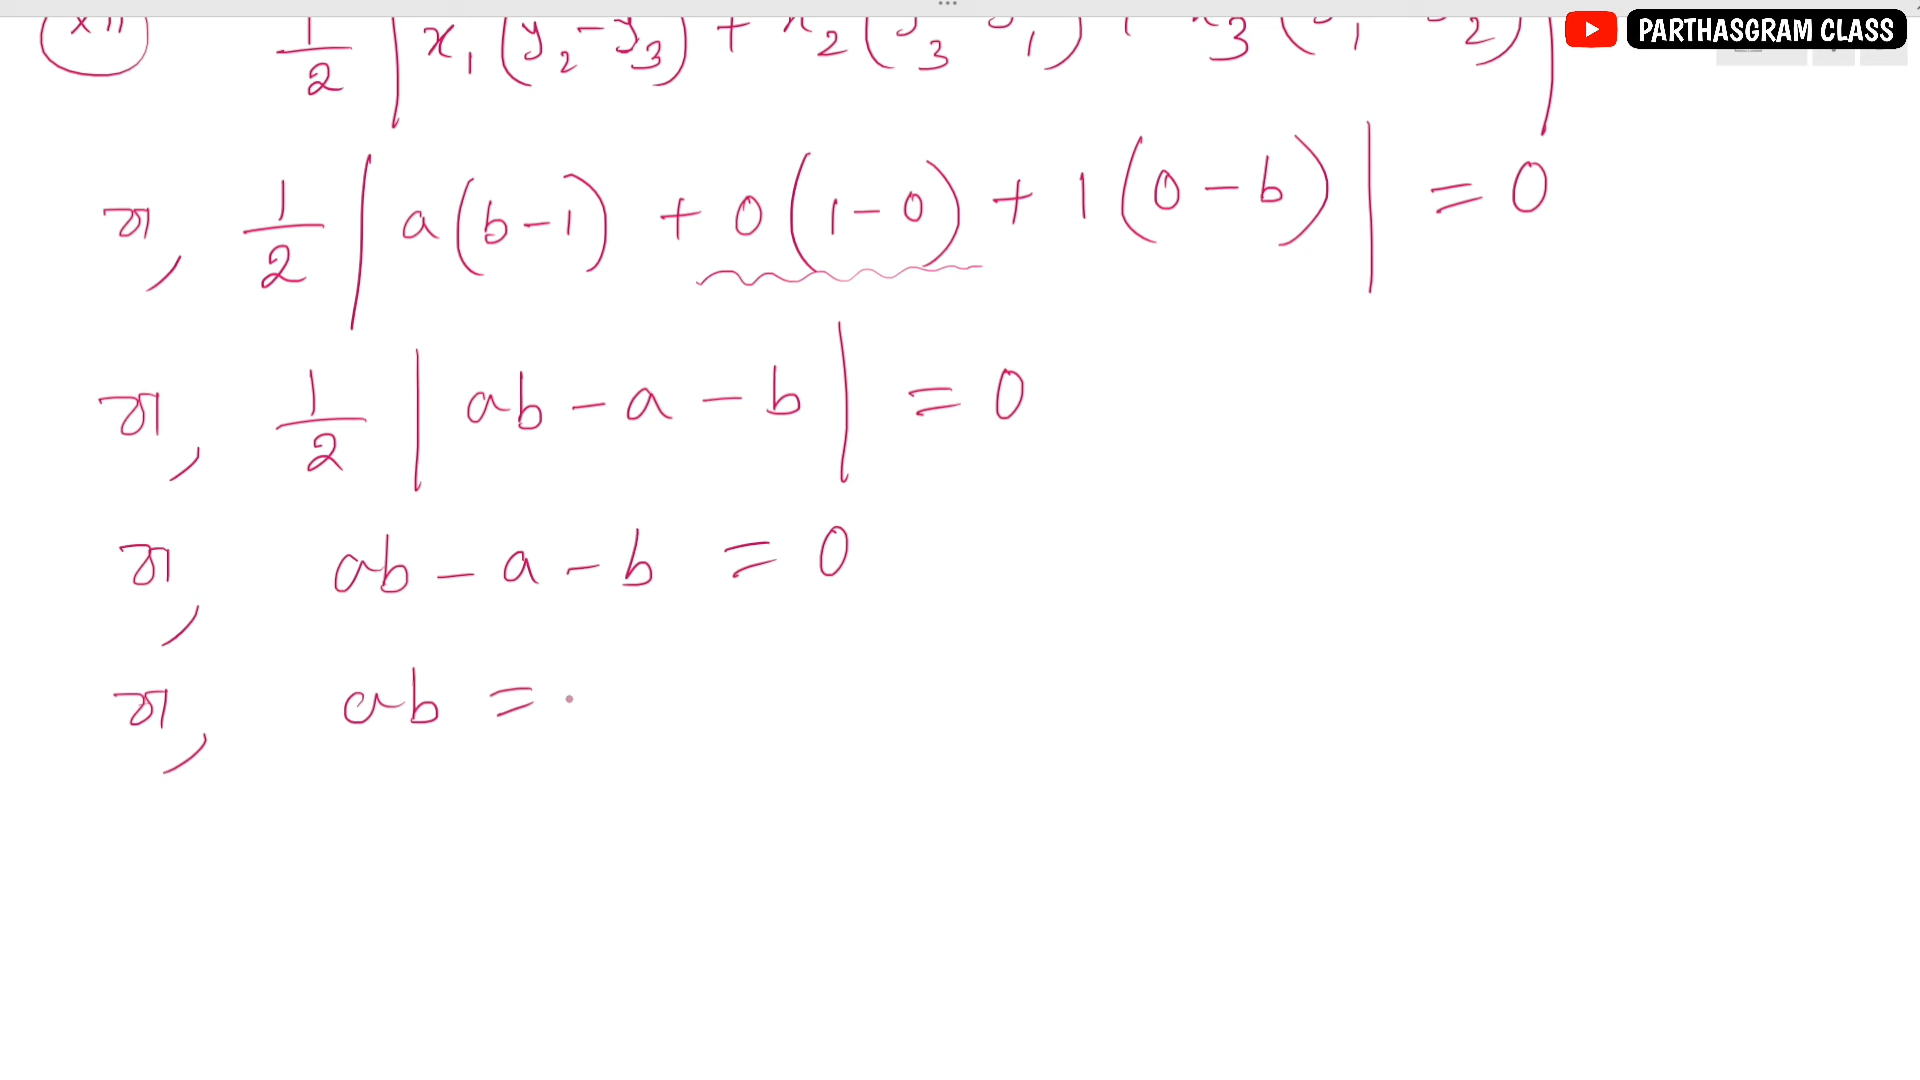 PARTHASGRAM CLASS
xii 1/2 | x₁(y₂-y₃) + x₂(y₃-y₁) + x₃(y₁-y₂) |
বা, 1/2 | a(b-1) + 0(1-0) + 1(0-b) | = 0
বা, 1/2 | ab - a - b | = 0
বা, ab - a - b = 0
বা, ab =